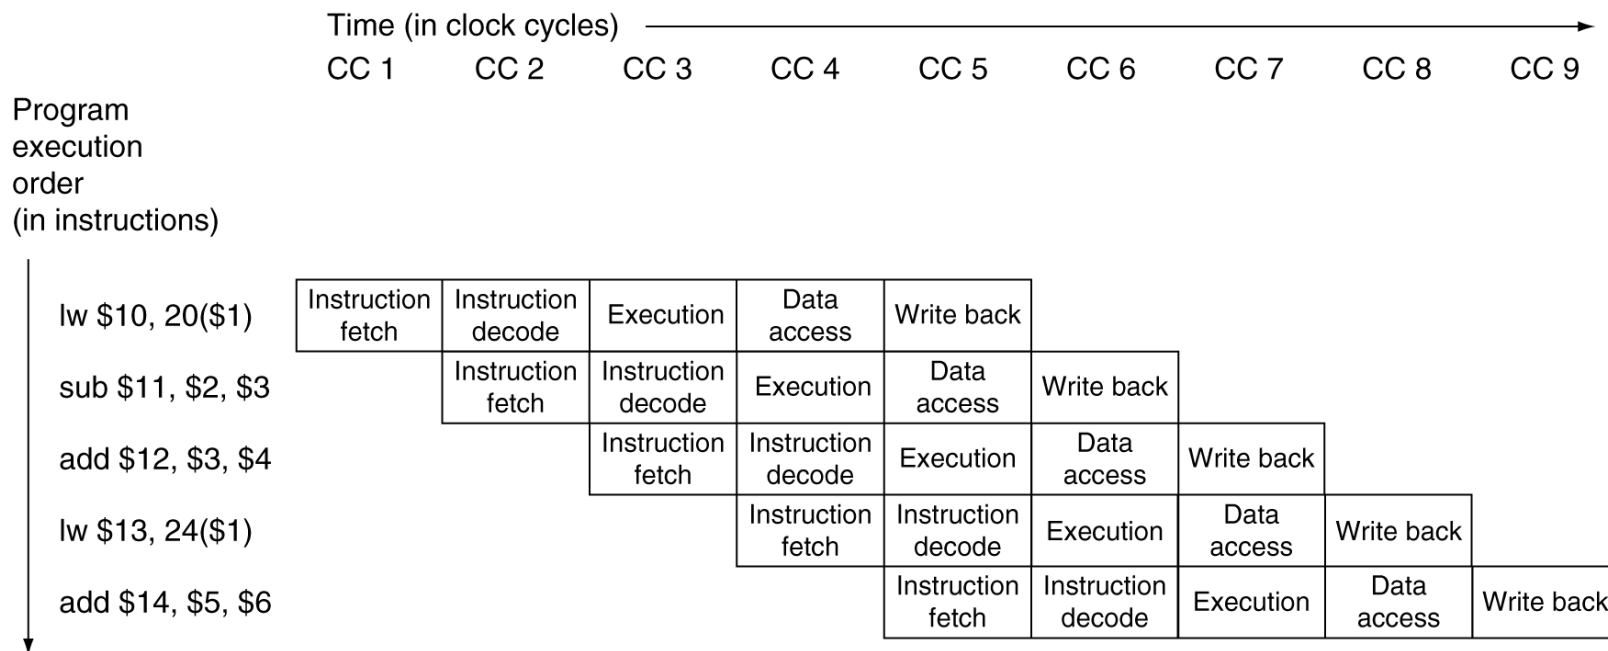 Time (in clock cycles)
CC 1 CC 2 CC 3 CC 4 CC 5 CC 6 CC 7 CC 8 CC 9
Program
execution
order
(in instructions)
lw $10, 20($1)
Instruction
fetch
Instruction
decode
Execution
Data
access
Write back
sub $11, $2, $3
Instruction
fetch
Instruction
decode
Execution
Data
access
Write back
add $12, $3, $4
Instruction
fetch
Instruction
decode
Execution
Data
access
Write back
lw $13, 24($1)
Instruction
fetch
Instruction
decode
Execution
Data
access
Write back
add $14, $5, $6
Instruction
fetch
Instruction
decode
Execution
Data
access
Write back